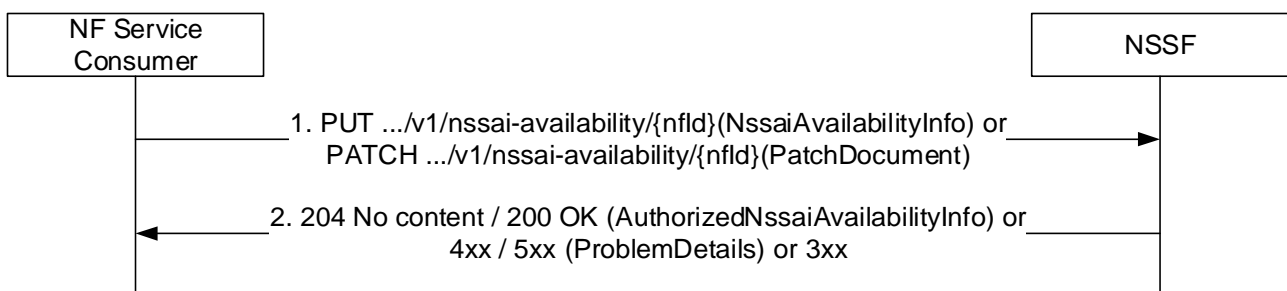 NF Service
Consumer
NSSF
1. PUT .../v1/nssai-availability/{nfId}(NssaiAvailabilityInfo) or
PATCH .../v1/nssai-availability/{nfId}(PatchDocument)
2. 204 No content / 200 OK (AuthorizedNssaiAvailabilityInfo) or
4xx / 5xx (ProblemDetails) or 3xx